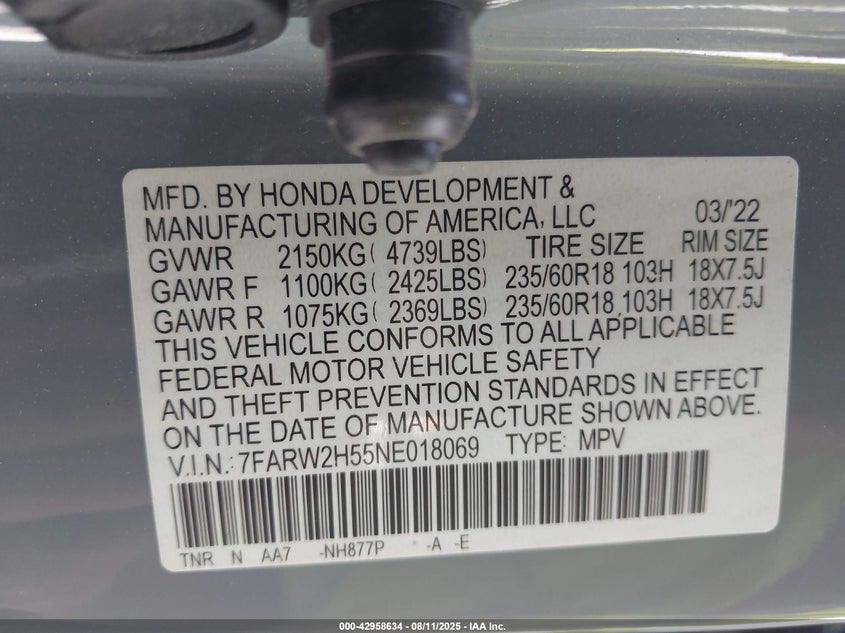 MFD. BY HONDA DEVELOPMENT &
MANUFACTURING OF AMERICA, LLC 03/'22
GVWR 2150KG( 4739LBS) TIRE SIZE RIM SIZE
GAWR F 1100KG( 2425LBS) 235/60R18 103H 18X7.5J
GAWR R 1075KG( 2369LBS) 235/60R18 103H 18X7.5J
THIS VEHICLE CONFORMS TO ALL APPLICABLE
FEDERAL MOTOR VEHICLE SAFETY
AND THEFT PREVENTION STANDARDS IN EFFECT
ON THE DATE OF MANUFACTURE SHOWN ABOVE.
V.I.N.: 7FARW2H55NE018069 TYPE: MPV
TNR N AA7 -NH877P -A -E
000-42958634 - 08/11/2025 - IAA Inc.